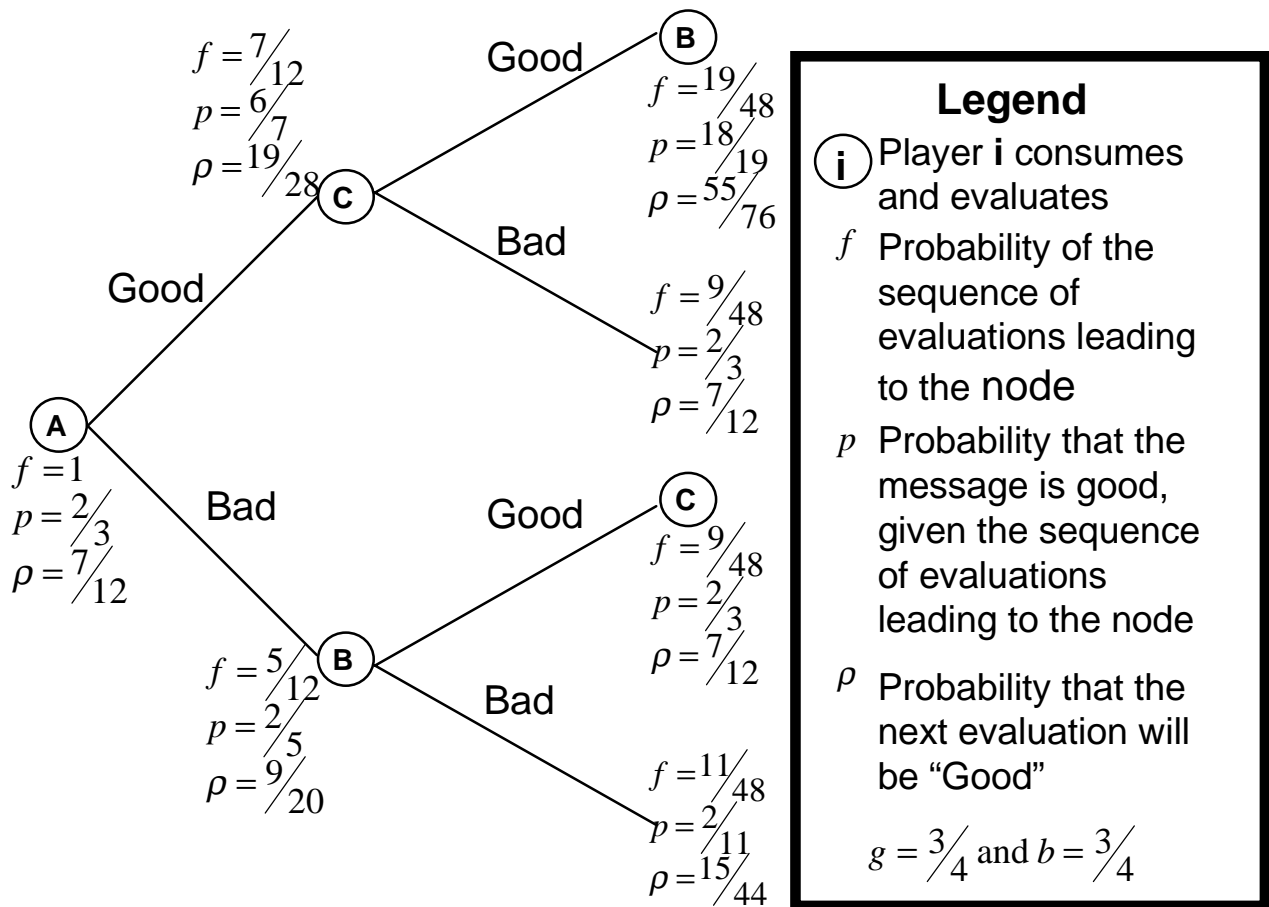 f = 7/12
p = 6/7
ρ = 19/28
C
Good
B
f = 19/48
p = 18/19
ρ = 55/76
Bad
f = 9/48
p = 2/3
ρ = 7/12
Good
A
f = 1
p = 2/3
ρ = 7/12
Bad
f = 5/12
p = 2/5
ρ = 9/20
B
Good
C
f = 9/48
p = 2/3
ρ = 7/12
Bad
f = 11/48
p = 2/11
ρ = 15/44
Legend
i Player i consumes
and evaluates
f Probability of the
sequence of
evaluations leading
to the node
p Probability that the
message is good,
given the sequence
of evaluations
leading to the node
ρ Probability that the
next evaluation will
be “Good”
g = 3/4 and b = 3/4